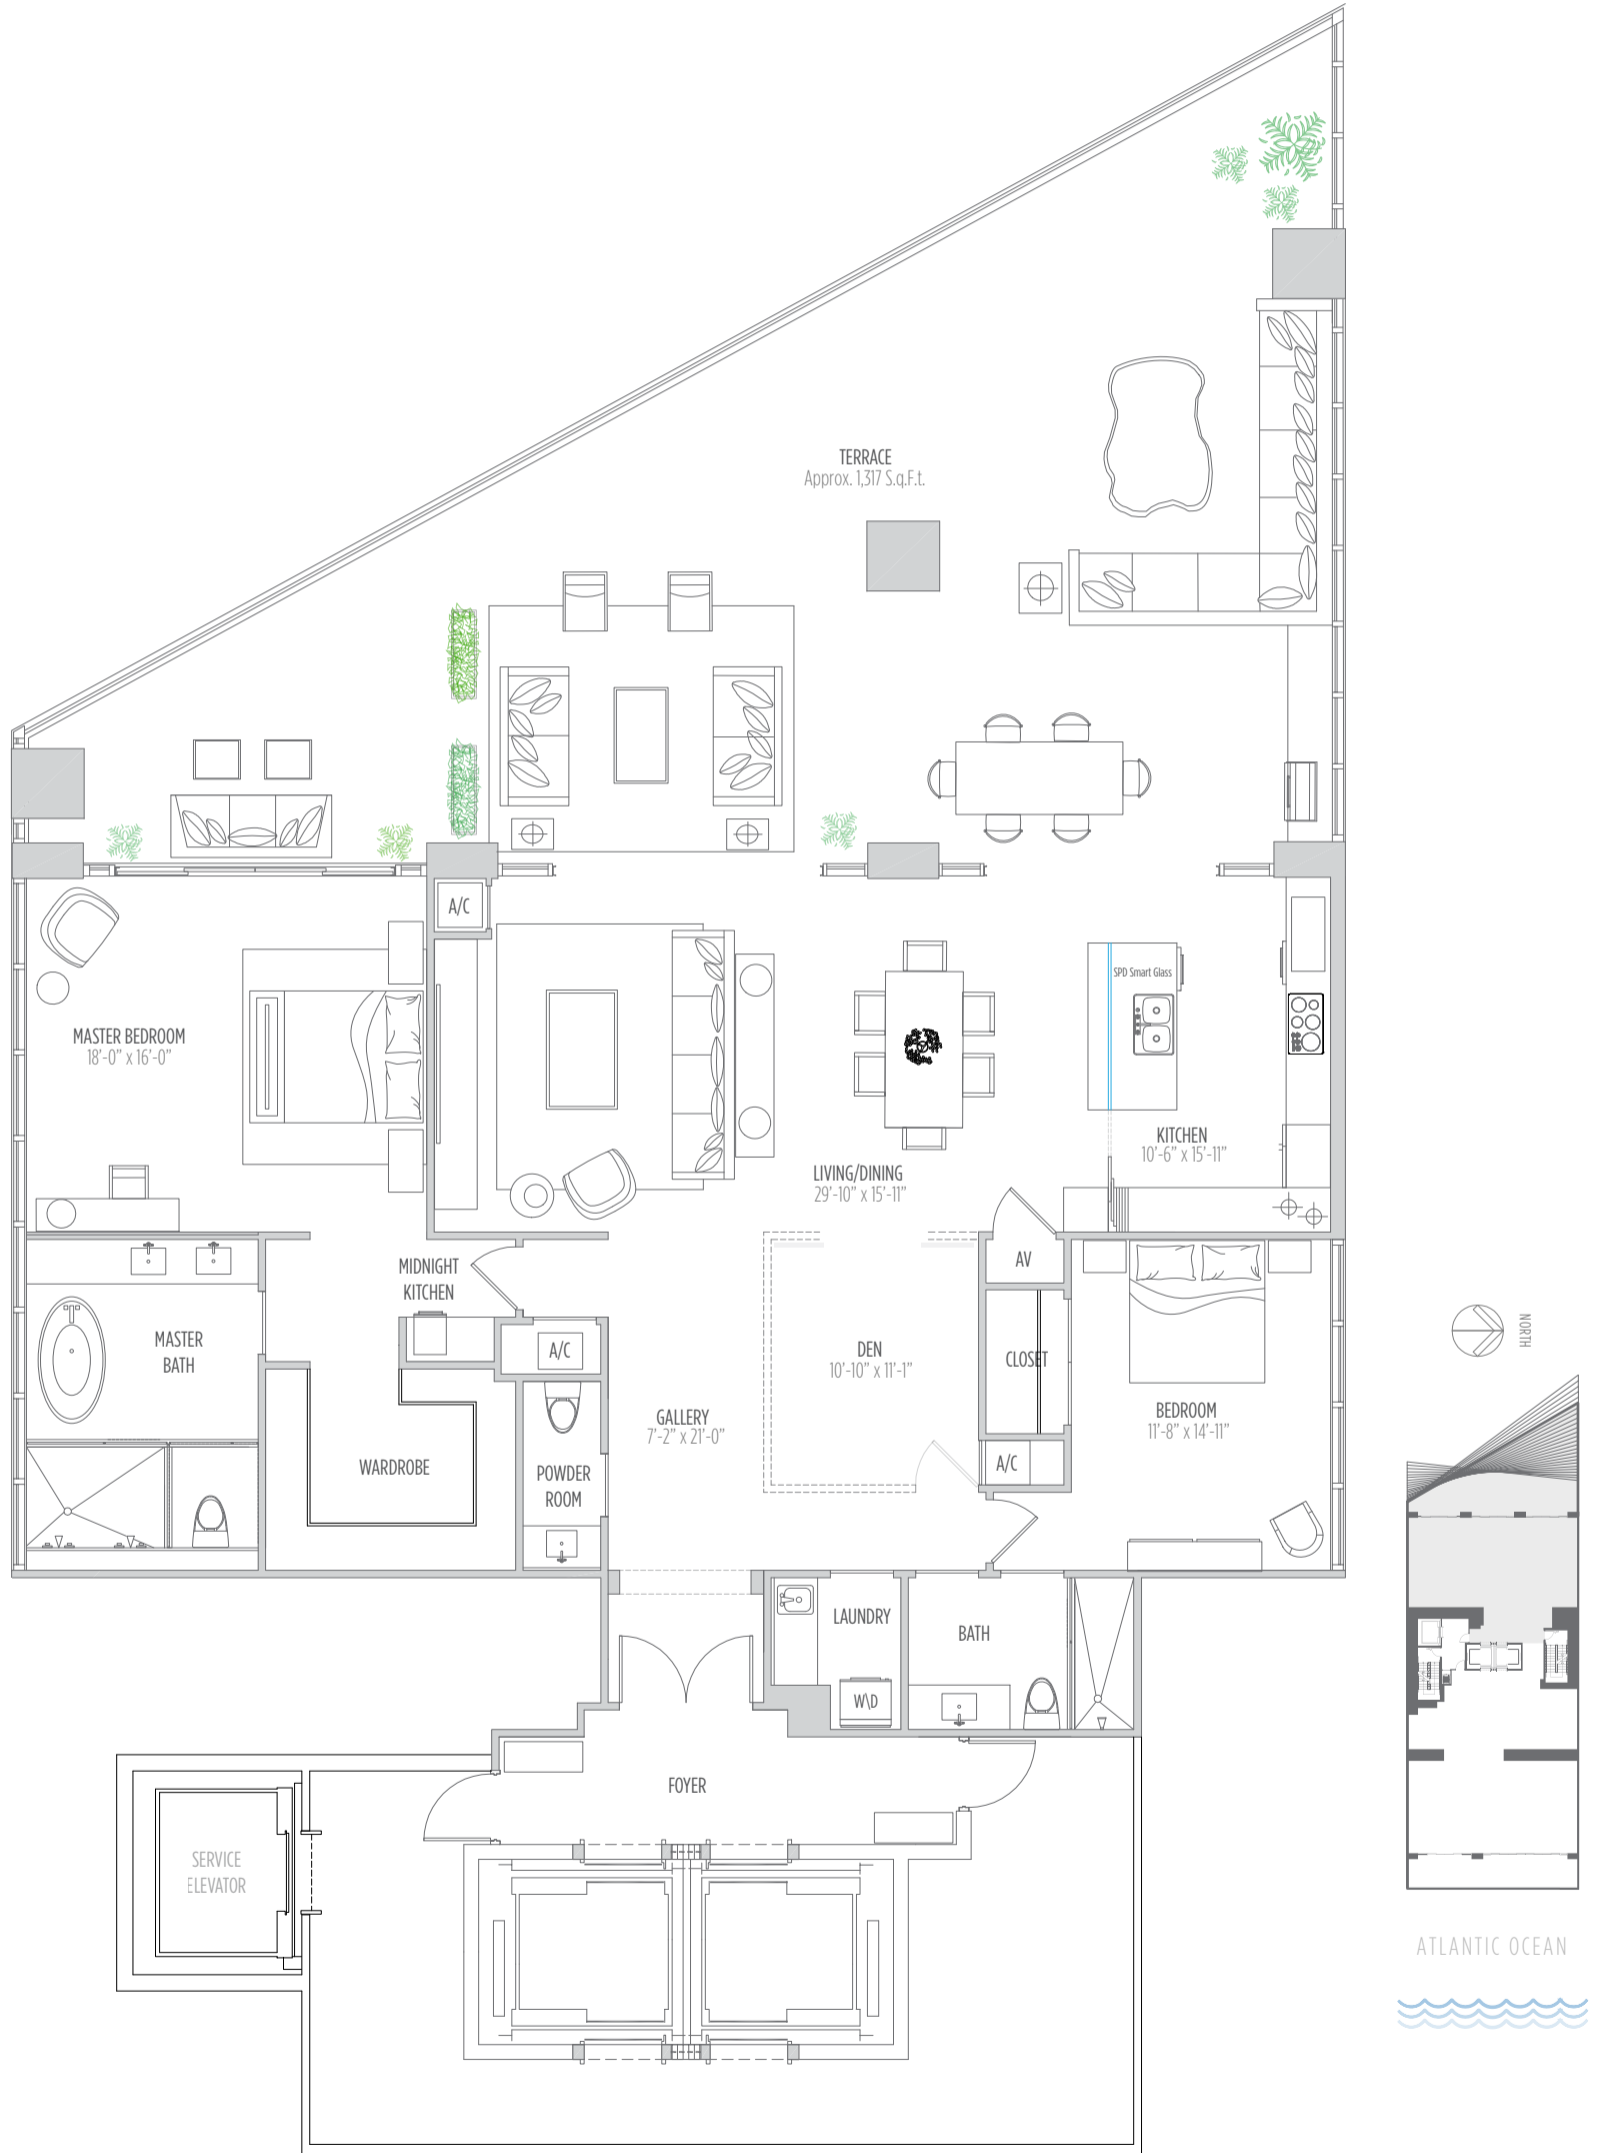 TERRACE
Approx. 1,317 S.q.F.t.
A/C
SPD Smart Glass
MASTER BEDROOM
18'-0" x 16'-0"
KITCHEN
10'-6" x 15'-11"
LIVING/DINING
29'-10" x 15'-11"
MIDNIGHT
KITCHEN
AV
MASTER
BATH
A/C
DEN
10'-10" x 11'-1"
CLOSET
NORTH
GALLERY
7'-2" x 21'-0"
BEDROOM
11'-8" x 14'-11"
WARDROBE
POWDER
ROOM
A/C
LAUNDRY
BATH
W\D
FOYER
SERVICE
ELEVATOR
ATLANTIC OCEAN